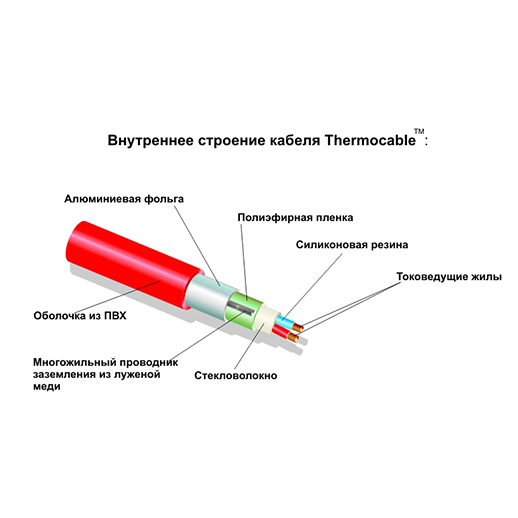 Внутреннее строение кабеля Thermocable™:
Алюминиевая фольга
Полиэфирная пленка
Силиконовая резина
Токоведущие жилы
Оболочка из ПВХ
Многожильный проводник
заземления из луженой
меди
Стекловолокно